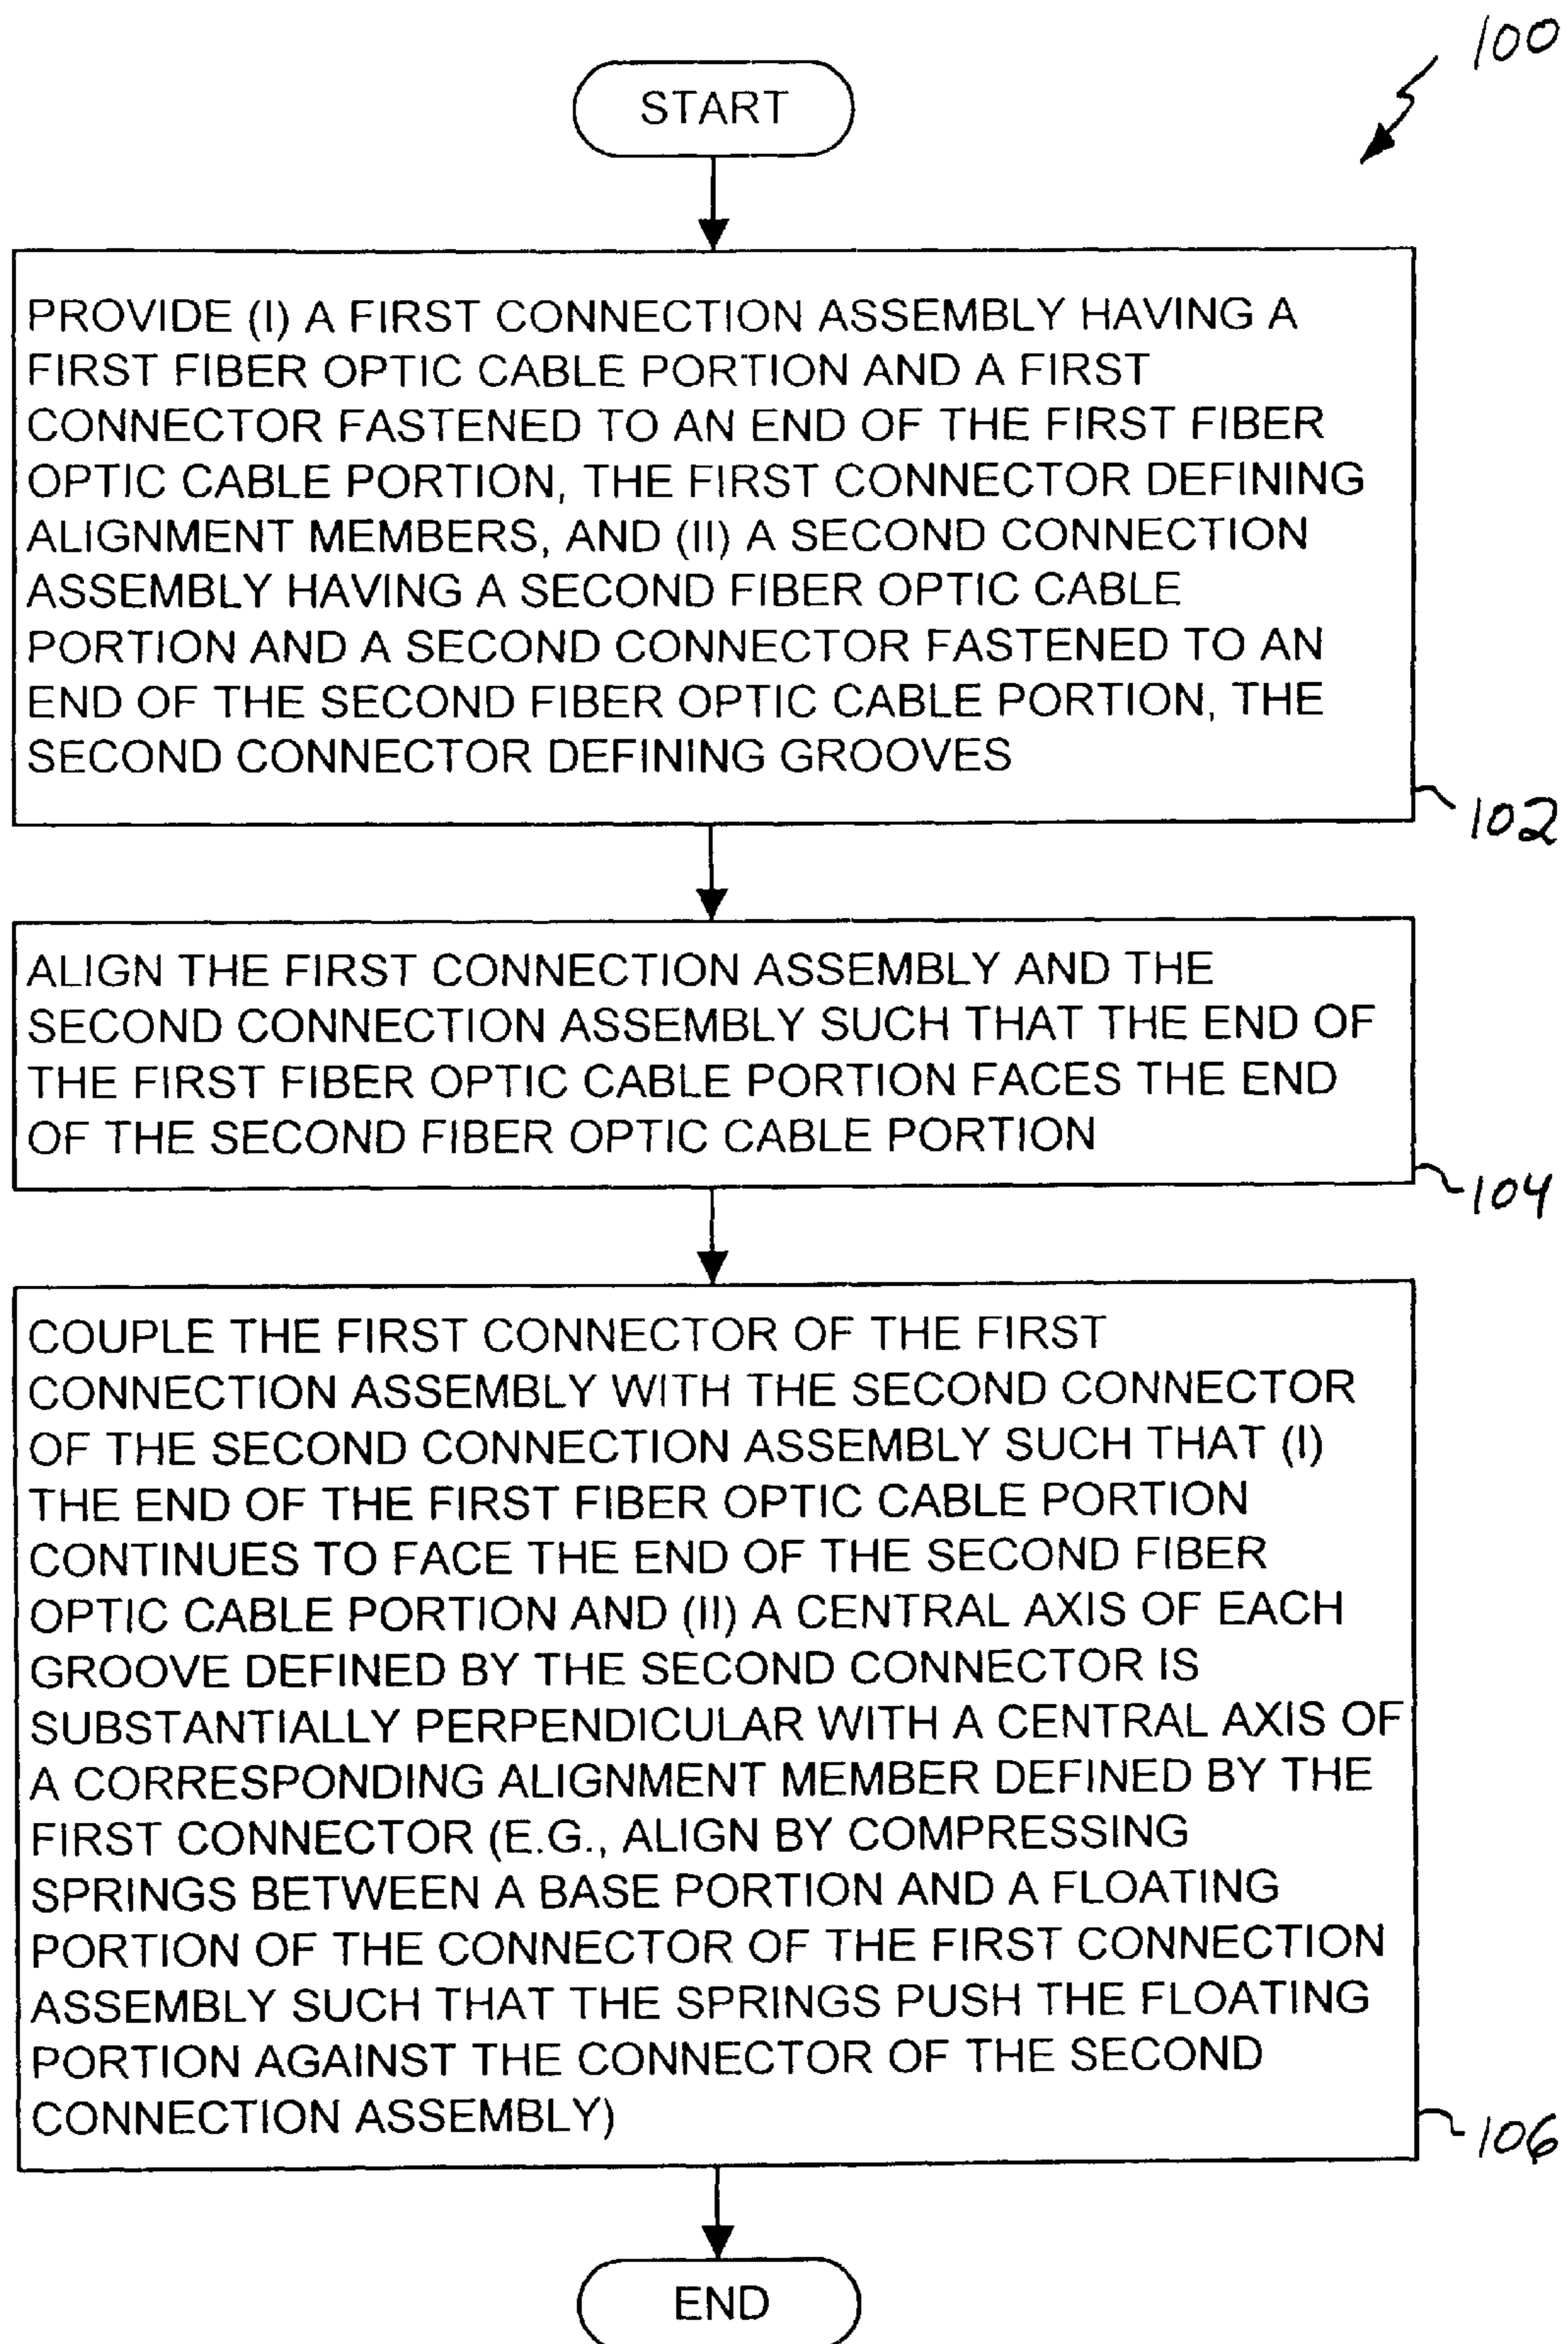 100
START
PROVIDE (I) A FIRST CONNECTION ASSEMBLY HAVING A
FIRST FIBER OPTIC CABLE PORTION AND A FIRST
CONNECTOR FASTENED TO AN END OF THE FIRST FIBER
OPTIC CABLE PORTION, THE FIRST CONNECTOR DEFINING
ALIGNMENT MEMBERS, AND (II) A SECOND CONNECTION
ASSEMBLY HAVING A SECOND FIBER OPTIC CABLE
PORTION AND A SECOND CONNECTOR FASTENED TO AN
END OF THE SECOND FIBER OPTIC CABLE PORTION, THE
SECOND CONNECTOR DEFINING GROOVES
102
ALIGN THE FIRST CONNECTION ASSEMBLY AND THE
SECOND CONNECTION ASSEMBLY SUCH THAT THE END OF
THE FIRST FIBER OPTIC CABLE PORTION FACES THE END
OF THE SECOND FIBER OPTIC CABLE PORTION
104
COUPLE THE FIRST CONNECTOR OF THE FIRST
CONNECTION ASSEMBLY WITH THE SECOND CONNECTOR
OF THE SECOND CONNECTION ASSEMBLY SUCH THAT (I)
THE END OF THE FIRST FIBER OPTIC CABLE PORTION
CONTINUES TO FACE THE END OF THE SECOND FIBER
OPTIC CABLE PORTION AND (II) A CENTRAL AXIS OF EACH
GROOVE DEFINED BY THE SECOND CONNECTOR IS
SUBSTANTIALLY PERPENDICULAR WITH A CENTRAL AXIS OF
A CORRESPONDING ALIGNMENT MEMBER DEFINED BY THE
FIRST CONNECTOR (E.G., ALIGN BY COMPRESSING
SPRINGS BETWEEN A BASE PORTION AND A FLOATING
PORTION OF THE CONNECTOR OF THE FIRST CONNECTION
ASSEMBLY SUCH THAT THE SPRINGS PUSH THE FLOATING
PORTION AGAINST THE CONNECTOR OF THE SECOND
CONNECTION ASSEMBLY)
106
END